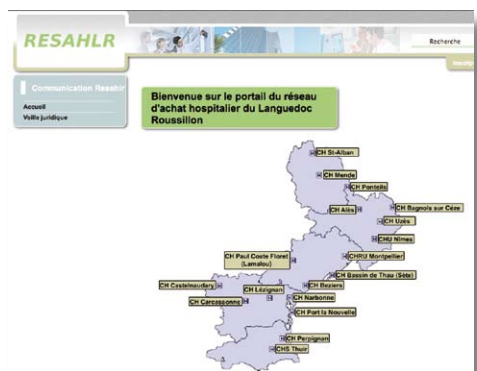 RESAHLR
Recherche
Communication Resahlr
Accueil
Veille juridique
Bienvenue sur le portail du réseau
d'achat hospitalier du Languedoc
Roussillon
CH St-Alban
CH Mende
CH Ponteils
CH Alès
CH Bagnols sur Cèze
CH Uzès
CHU Nîmes
CH Paul Coste Floret
(Lamalou)
CHRU Montpellier
CH Bassin de Thau (Sète)
CH Castelnaudary
CH Lézignan
CH Beziers
CH Carcassonne
CH Narbonne
CH Port la Nouvelle
CH Perpignan
CHS Thuir